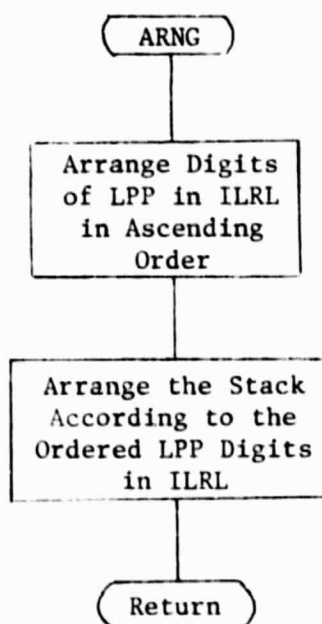 ARNG
Arrange Digits
of LPP in ILRL
in Ascending
Order
Arrange the Stack
According to the
Ordered LPP Digits
in ILRL
Return